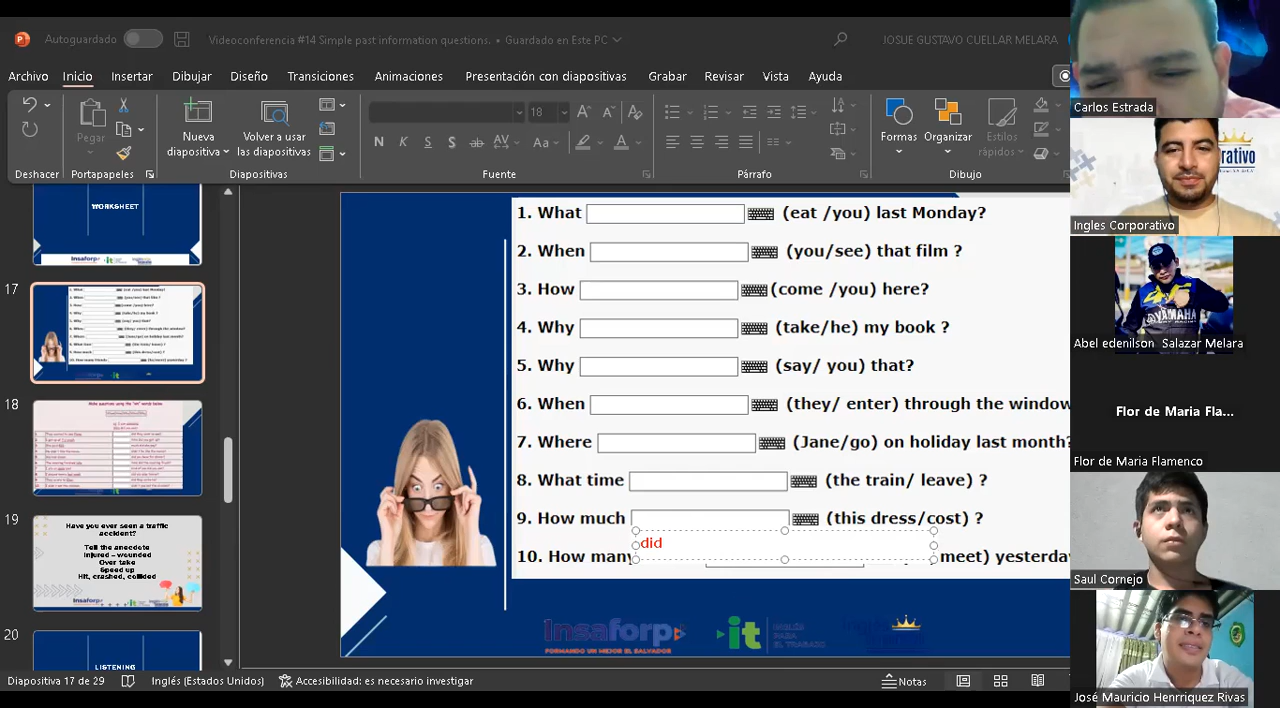 Autoguardado
Videoconferencia #14 Simple past information questions. • Guardado en Este PC
JOSUE GUSTAVO CUELLAR MELARA
Archivo Inicio Insertar Dibujar Diseño Transiciones Animaciones Presentación con diapositivas Grabar Revisar Vista Ayuda
Pegar
Nueva diapositiva
Volver a usar las diapositivas
18
N K S S ab AV Aa A
Formas Organizar Estilos rápidos
Deshacer Portapapeles Diapositivas Fuente Párrafo Dibujo
WORKSHEET
Insaforp it
17
18
19
Have you ever seen a traffic
accident?
Tell the anecdote
Injured – wounded
Over take
Speed up
Hit, crashed, collided
20
LISTENING
1. What (eat /you) last Monday?
2. When (you/see) that film ?
3. How (come /you) here?
4. Why (take/he) my book ?
5. Why (say/ you) that?
6. When (they/ enter) through the window
7. Where (Jane/go) on holiday last month?
8. What time (the train/ leave) ?
9. How much (this dress/cost) ?
did
10. How many meet) yesterda
Insaforp
FORMANDO UN MEJOR EL SALVADOR
it
INGLÉS
PARA
EL TRABAJO
Diapositiva 17 de 29 Inglés (Estados Unidos) Accesibilidad: es necesario investigar Notas
Carlos Estrada
Ingles Corporativo
YAMAHA
Abel edenilson Salazar Melara
Flor de Maria Fla...
Flor de Maria Flamenco
Saul Cornejo
José Mauricio Henrriquez Rivas